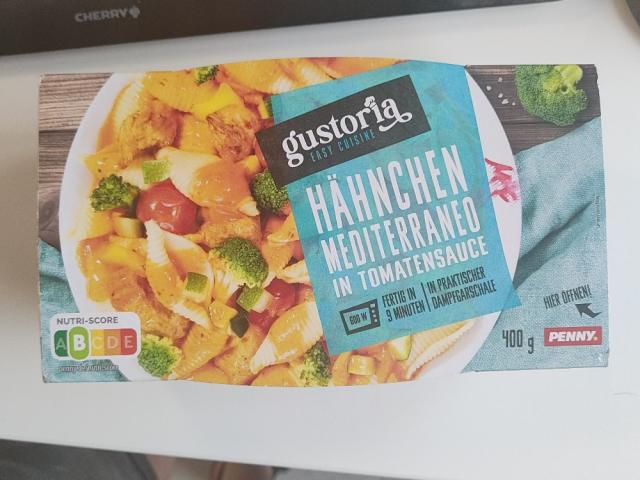 CHERRY
gustoria
EASY CUISINE
HÄHNCHEN
MEDITERRANEO
IN TOMATENSAUCE
600 W
FERTIG IN
9 MINUTEN
IN PRAKTISCHER
DAMPFGARSCHALE
HIER ÖFFNEN!
400 g
PENNY.
NUTRI-SCORE
A B C D E